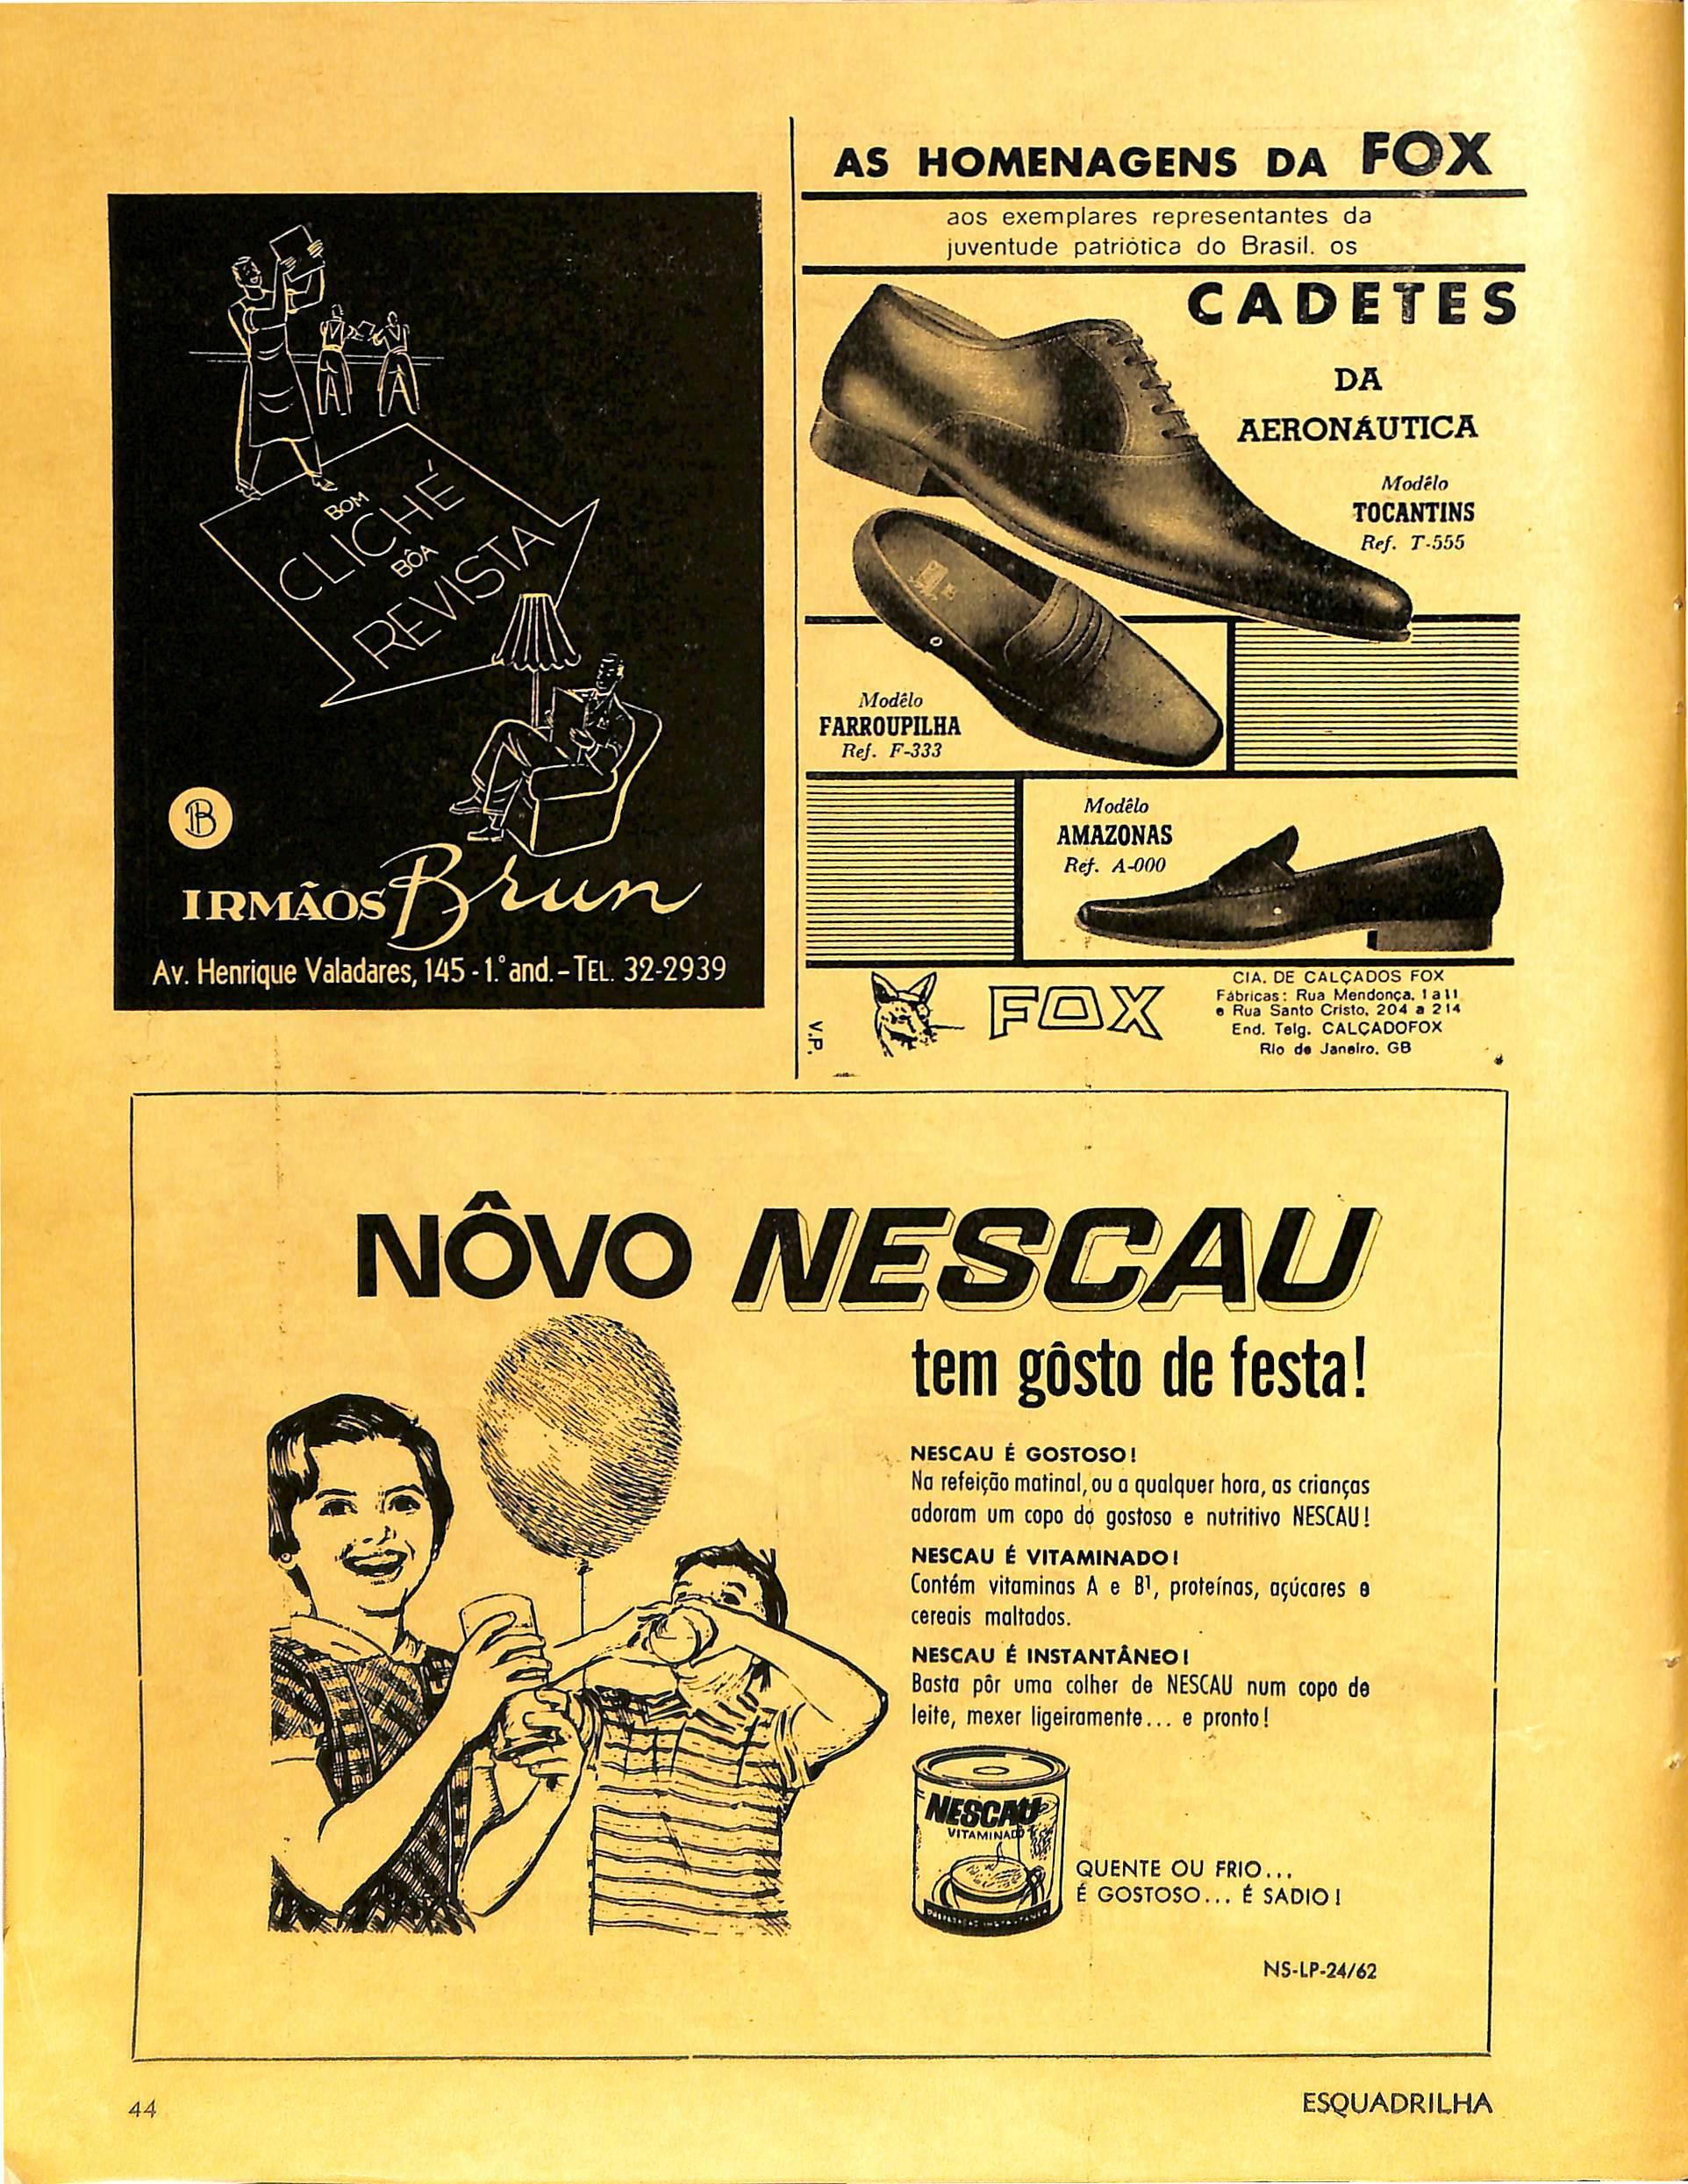 BOM
CLICHÉ
BÔA
REVISTA
B
IRMÃOS Brun
Av. Henrique Valadares, 145 - 1.º and. - TEL. 32-2939
AS HOMENAGENS DA FOX
aos exemplares representantes da
juventude patriótica do Brasil. os
CADETES
DA
AERONÁUTICA
Modêlo
TOCANTINS
Ref. T-555
Modêlo
FARROUPILHA
Ref. F-333
Modêlo
AMAZONAS
Ref. A-000
V.P.
FOX
CIA. DE CALÇADOS FOX
Fábricas: Rua Mendonça, 1 a 11
e Rua Santo Cristo, 204 a 214
End. Telg. CALÇADOFOX
Rio de Janeiro, GB
NÔVO NESCAU
tem gôsto de festa!
NESCAU É GOSTOSO!
Na refeição matinal, ou a qualquer hora, as crianças
adoram um copo do gostoso e nutritivo NESCAU!
NESCAU É VITAMINADO!
Contém vitaminas A e B¹, proteínas, açúcares e
cereais maltados.
NESCAU É INSTANTÂNEO!
Basta pôr uma colher de NESCAU num copo de
leite, mexer ligeiramente... e pronto!
NESCAU
VITAMINADO
QUENTE OU FRIO...
É GOSTOSO... É SADIO!
NS-LP-24/62
44
ESQUADRILHA